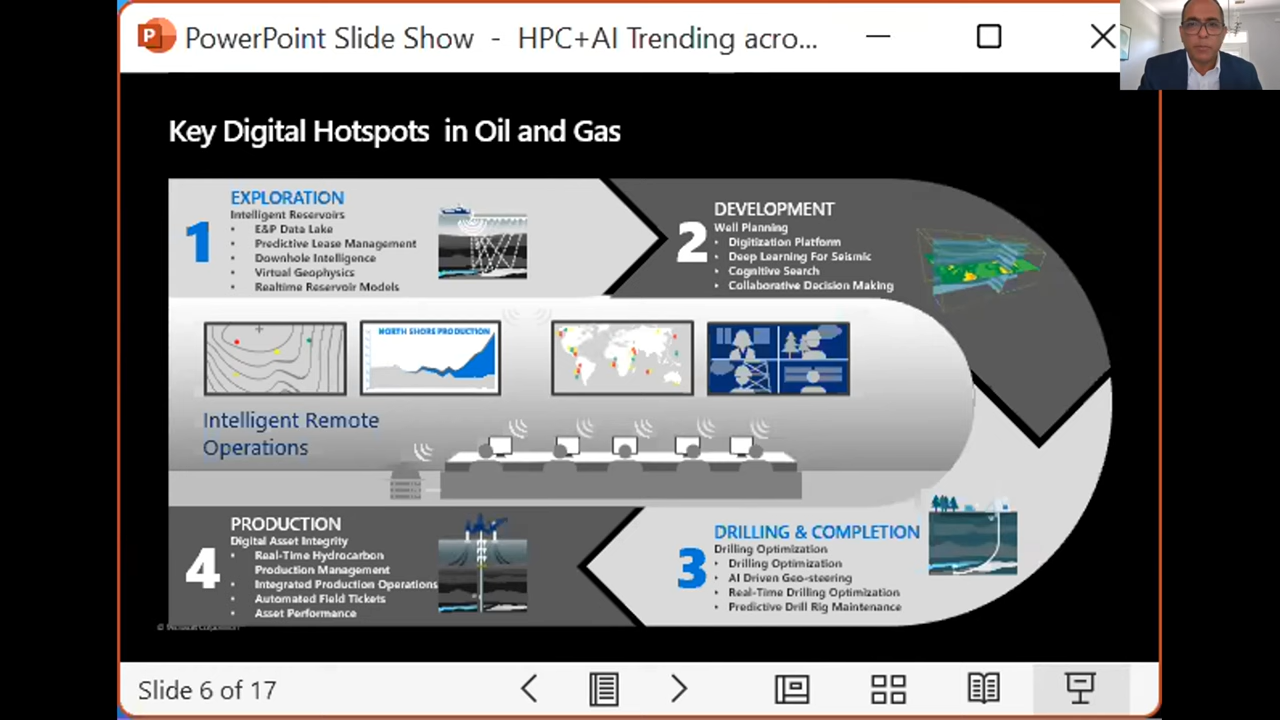 PowerPoint Slide Show - HPC+AI Trending acro...
Key Digital Hotspots in Oil and Gas
1
EXPLORATION
Intelligent Reservoirs
• E&P Data Lake
• Predictive Lease Management
• Downhole Intelligence
• Virtual Geophysics
• Realtime Reservoir Models
2
DEVELOPMENT
Well Planning
• Digitization Platform
• Deep Learning For Seismic
• Cognitive Search
• Collaborative Decision Making
NORTH SHORE PRODUCTION
Intelligent Remote
Operations
3
DRILLING & COMPLETION
Drilling Optimization
• Drilling Optimization
• AI Driven Geo-steering
• Real-Time Drilling Optimization
• Predictive Drill Rig Maintenance
4
PRODUCTION
Digital Asset Integrity
• Real-Time Hydrocarbon
Production Management
• Integrated Production Operations
• Automated Field Tickets
• Asset Performance
© Microsoft Corporation
Slide 6 of 17